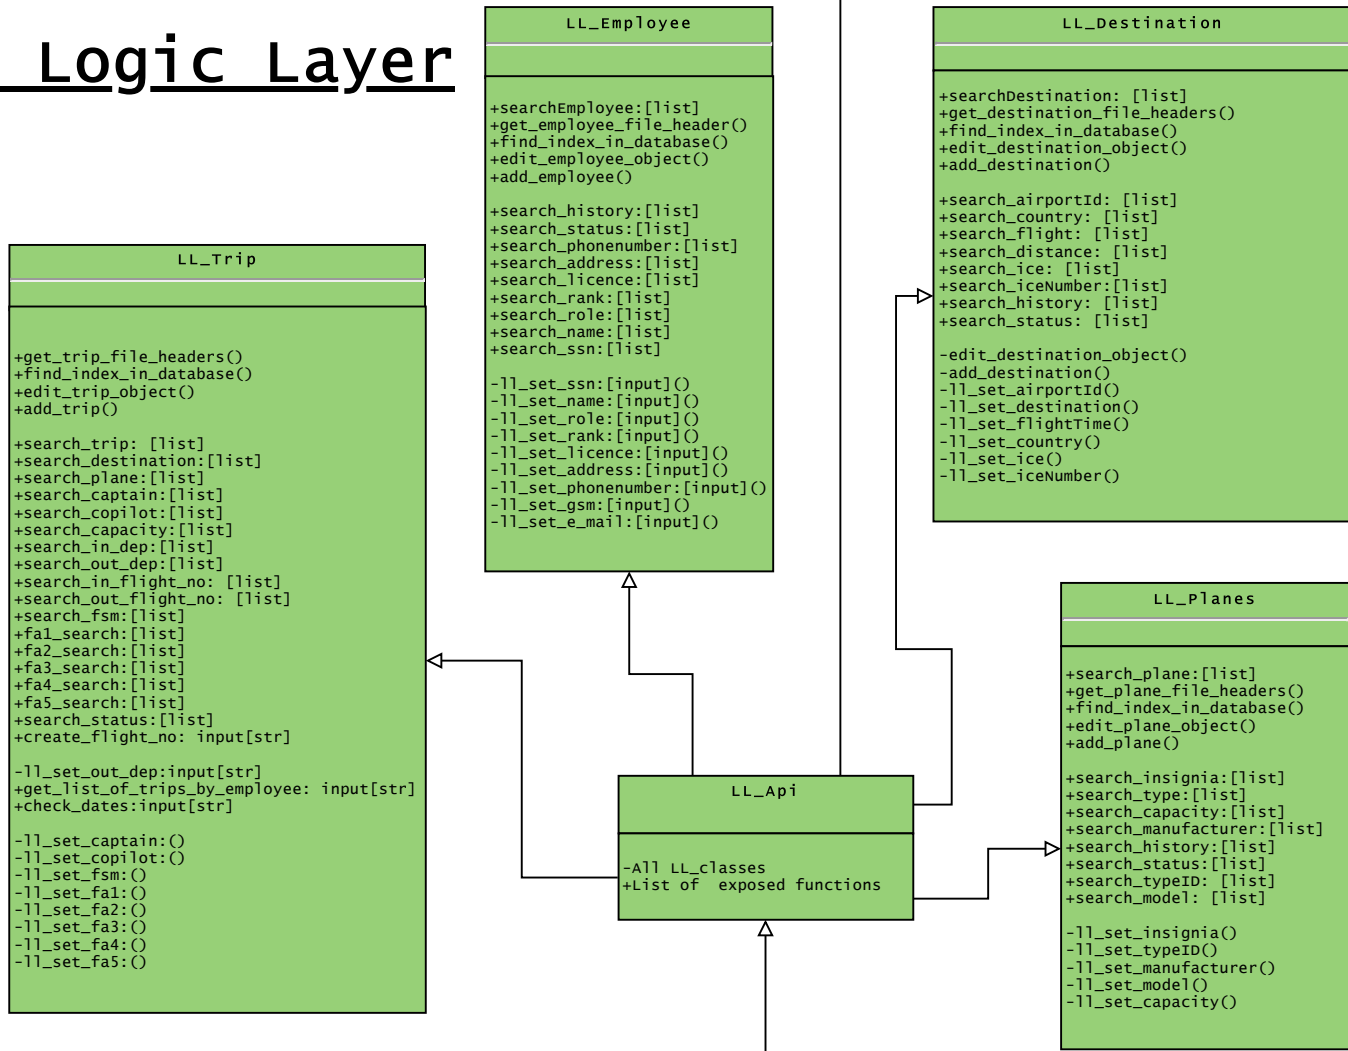 Logic Layer
LL_Employee
+searchEmployee:[list]
+get_employee_file_header()
+find_index_in_database()
+edit_employee_object()
+add_employee()
+search_history:[list]
+search_status:[list]
+search_phonenumber:[list]
+search_address:[list]
+search_licence:[list]
+search_rank:[list]
+search_role:[list]
+search_name:[list]
+search_ssn:[list]
-ll_set_ssn:[input]()
-ll_set_name:[input]()
-ll_set_role:[input]()
-ll_set_rank:[input]()
-ll_set_licence:[input]()
-ll_set_address:[input]()
-ll_set_phonenumber:[input]()
-ll_set_gsm:[input]()
-ll_set_e_mail:[input]()
LL_Destination
+searchDestination: [list]
+get_destination_file_headers()
+find_index_in_database()
+edit_destination_object()
+add_destination()
+search_airportId: [list]
+search_country: [list]
+search_flight: [list]
+search_distance: [list]
+search_ice: [list]
+search_iceNumber:[list]
+search_history: [list]
+search_status: [list]
-edit_destination_object()
-add_destination()
-ll_set_airportId()
-ll_set_destination()
-ll_set_flightTime()
-ll_set_country()
-ll_set_ice()
-ll_set_iceNumber()
LL_Trip
+get_trip_file_headers()
+find_index_in_database()
+edit_trip_object()
+add_trip()
+search_trip: [list]
+search_destination:[list]
+search_plane:[list]
+search_captain:[list]
+search_copilot:[list]
+search_capacity:[list]
+search_in_dep:[list]
+search_out_dep:[list]
+search_in_flight_no: [list]
+search_out_flight_no: [list]
+search_fsm:[list]
+fa1_search:[list]
+fa2_search:[list]
+fa3_search:[list]
+fa4_search:[list]
+fa5_search:[list]
+search_status:[list]
+create_flight_no: input[str]
-ll_set_out_dep:input[str]
+get_list_of_trips_by_employee: input[str]
+check_dates:input[str]
-ll_set_captain:()
-ll_set_copilot:()
-ll_set_fsm:()
-ll_set_fa1:()
-ll_set_fa2:()
-ll_set_fa3:()
-ll_set_fa4:()
-ll_set_fa5:()
LL_Api
-All LL_classes
+List of  exposed functions
LL_Planes
+search_plane:[list]
+get_plane_file_headers()
+find_index_in_database()
+edit_plane_object()
+add_plane()
+search_insignia:[list]
+search_type:[list]
+search_capacity:[list]
+search_manufacturer:[list]
+search_history:[list]
+search_status:[list]
+search_typeID: [list]
+search_model: [list]
-ll_set_insignia()
-ll_set_typeID()
-ll_set_manufacturer()
-ll_set_model()
-ll_set_capacity()